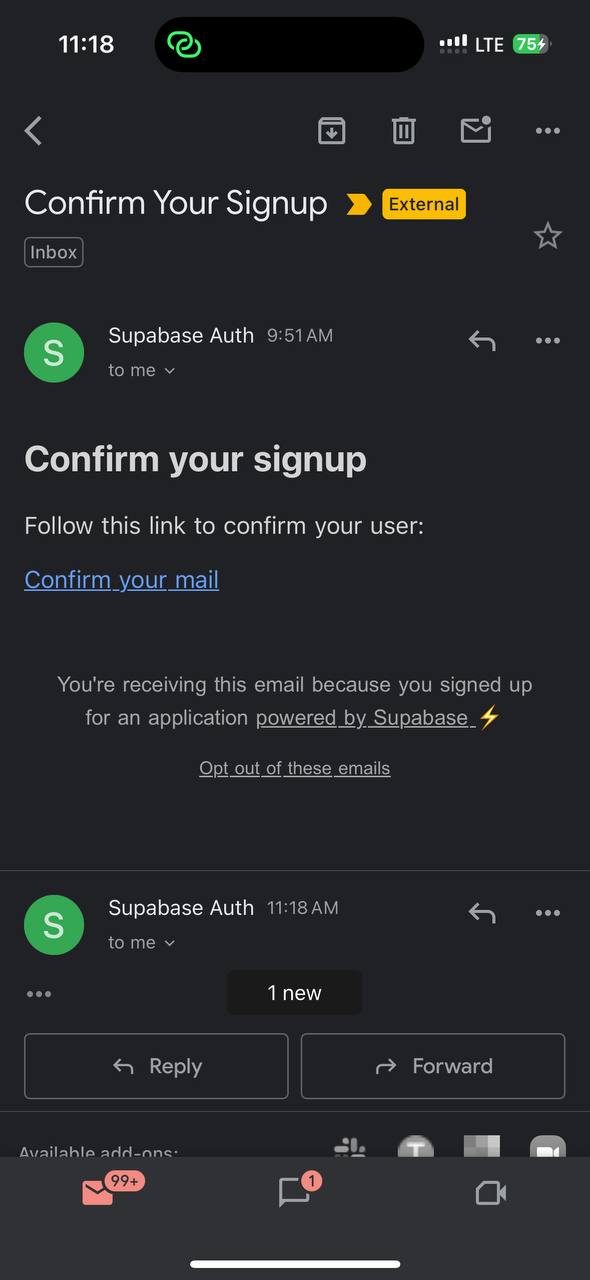 11:18
LTE 75
Confirm Your Signup External
Inbox
S
Supabase Auth 9:51 AM
to me
Confirm your signup
Follow this link to confirm your user:
Confirm your mail
You're receiving this email because you signed up
for an application powered by Supabase ⚡
Opt out of these emails
S
Supabase Auth 11:18 AM
to me
1 new
Reply
Forward
Available add-ons:
T
99+
1